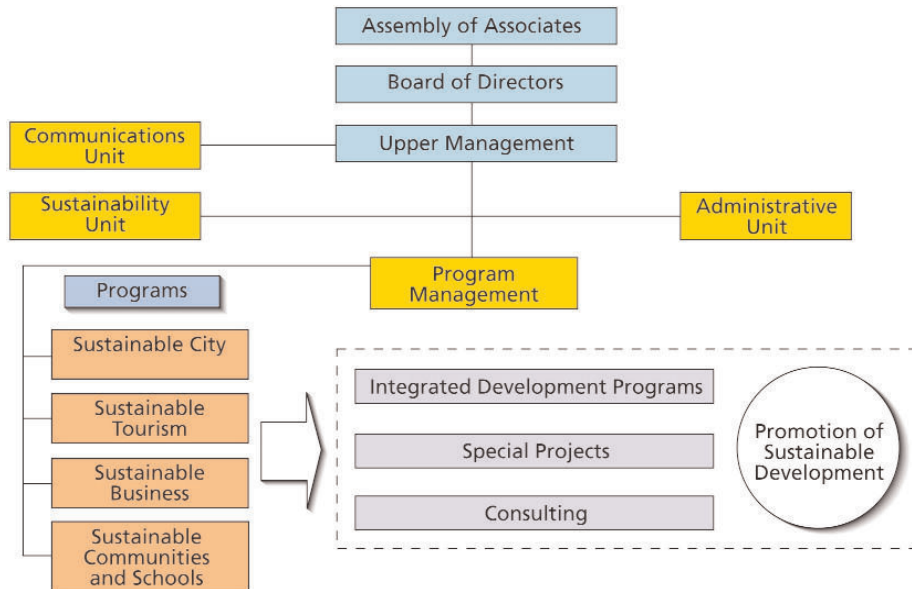 Assembly of Associates
Board of Directors
Communications
Unit
Upper Management
Sustainability
Unit
Administrative
Unit
Program
Management
Programs
Sustainable City
Sustainable
Tourism
Sustainable
Business
Sustainable
Communities
and Schools
Integrated Development Programs
Special Projects
Consulting
Promotion of
Sustainable
Development